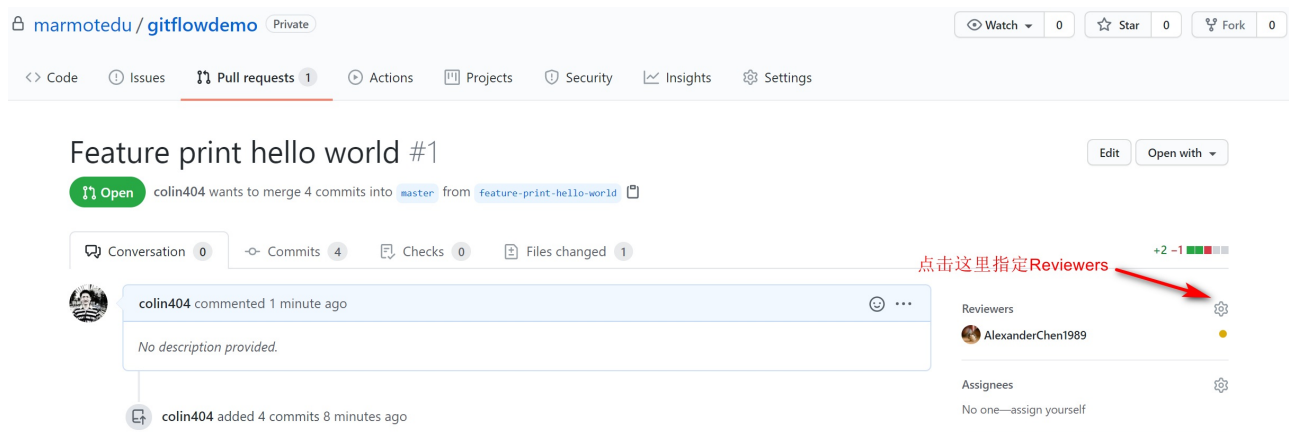 marmotedu / gitflowdemo Private
Watch 0 Star 0 Fork 0
Code Issues Pull requests 1 Actions Projects Security Insights Settings
Feature print hello world #1
Edit Open with
Open colin404 wants to merge 4 commits into master from feature-print-hello-world
Conversation 0 Commits 4 Checks 0 Files changed 1
+2 −1
点击这里指定Reviewers
colin404 commented 1 minute ago
Reviewers
AlexanderChen1989
No description provided.
Assignees
No one—assign yourself
colin404 added 4 commits 8 minutes ago